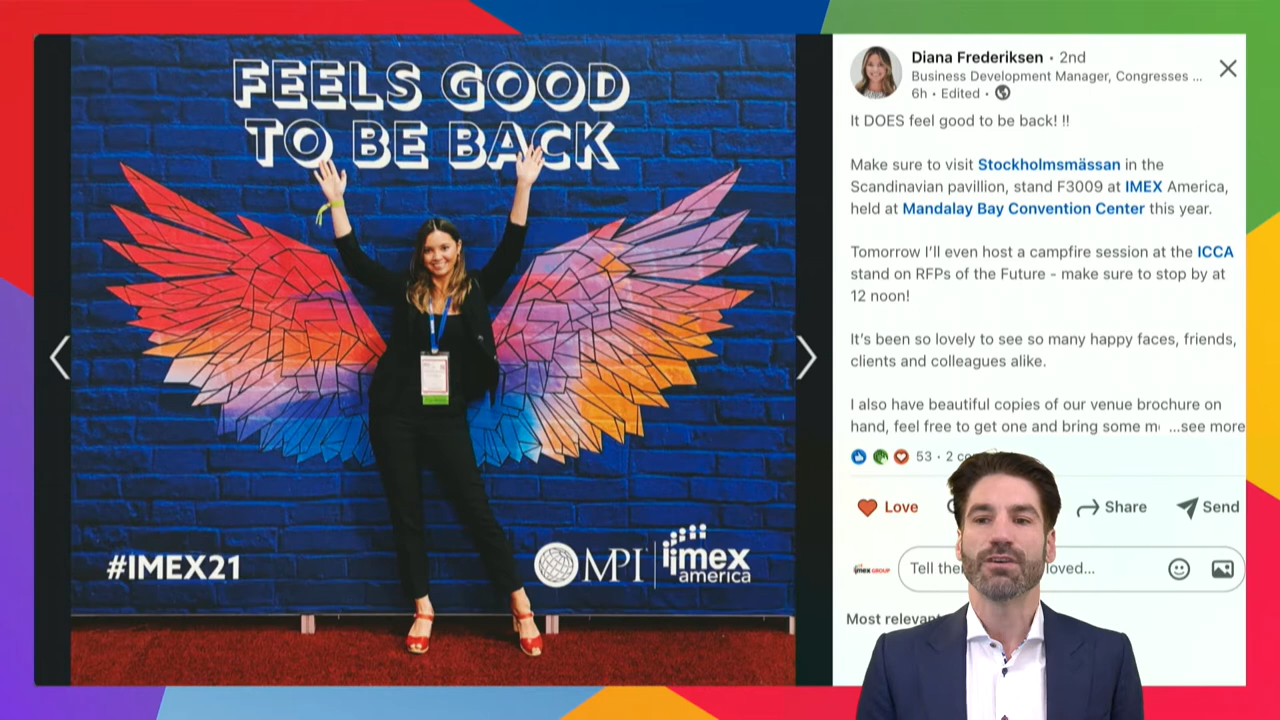 FEELS GOOD
TO BE BACK
#IMEX21
MPI
imex
america
Diana Frederiksen · 2nd
Business Development Manager, Congresses ...
6h · Edited ·
It DOES feel good to be back! !!
Make sure to visit Stockholmsmässan in the
Scandinavian pavillion, stand F3009 at IMEX America,
held at Mandalay Bay Convention Center this year.
Tomorrow I'll even host a campfire session at the ICCA
stand on RFPs of the Future - make sure to stop by at
12 noon!
It's been so lovely to see so many happy faces, friends,
clients and colleagues alike.
I also have beautiful copies of our venue brochure on
hand, feel free to get one and bring some ...see more
53 · 2
Love
Share
Send
imex GROUP
Tell loved...
Most